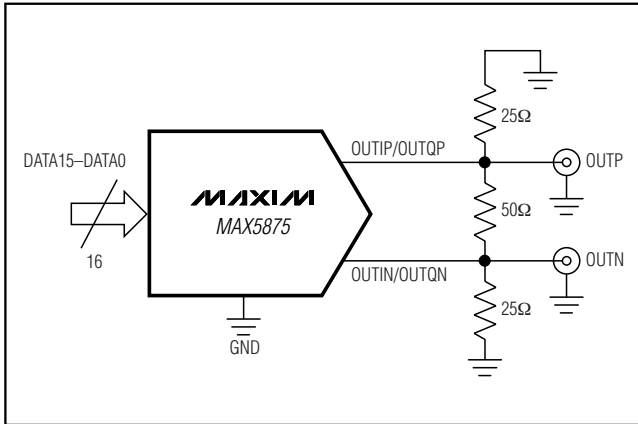 25Ω
OUTIP/OUTQP
OUTP
DATA15–DATA0
MAXIM
MAX5875
50Ω
16
OUTIN/OUTQN
OUTN
25Ω
GND